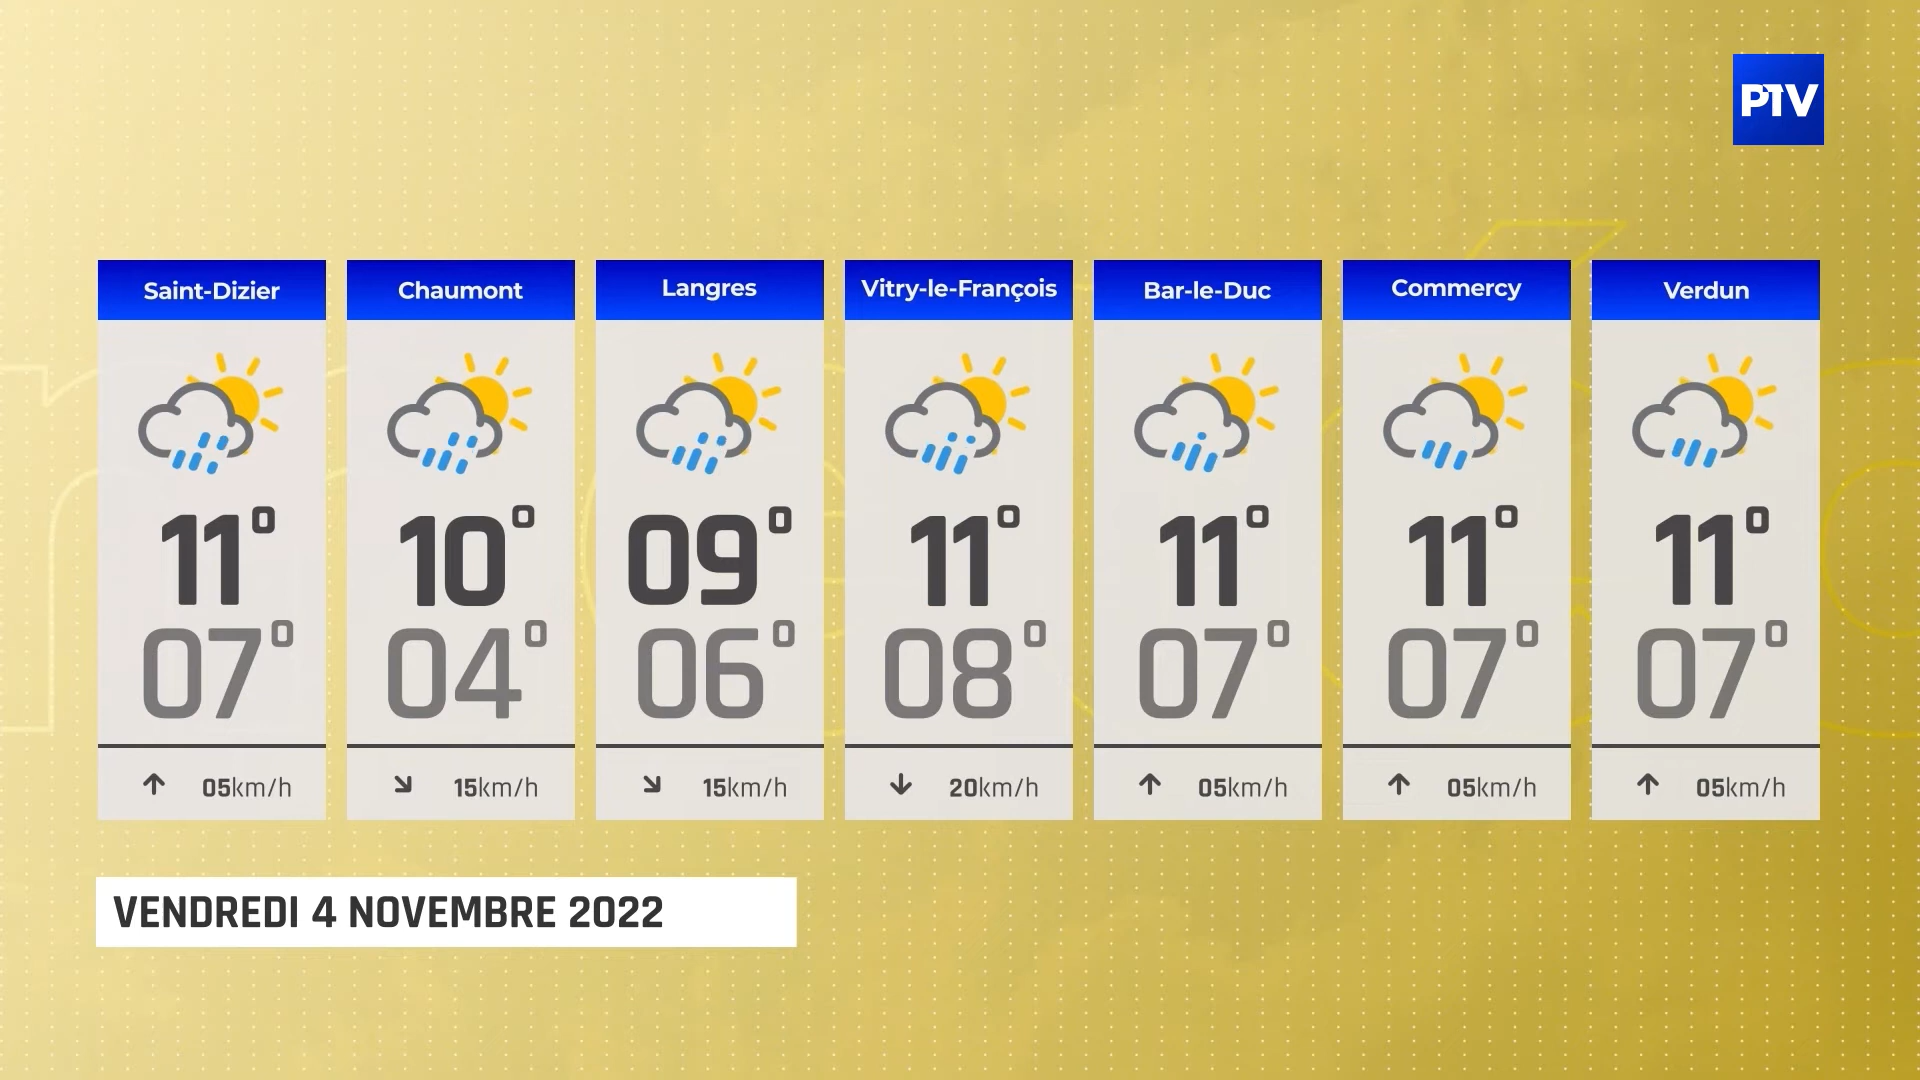 PTV
Saint-Dizier
11°
07°
05km/h
Chaumont
10°
04°
15km/h
Langres
09°
06°
15km/h
Vitry-le-François
11°
08°
20km/h
Bar-le-Duc
11°
07°
05km/h
Commercy
11°
07°
05km/h
Verdun
11°
07°
05km/h
VENDREDI 4 NOVEMBRE 2022